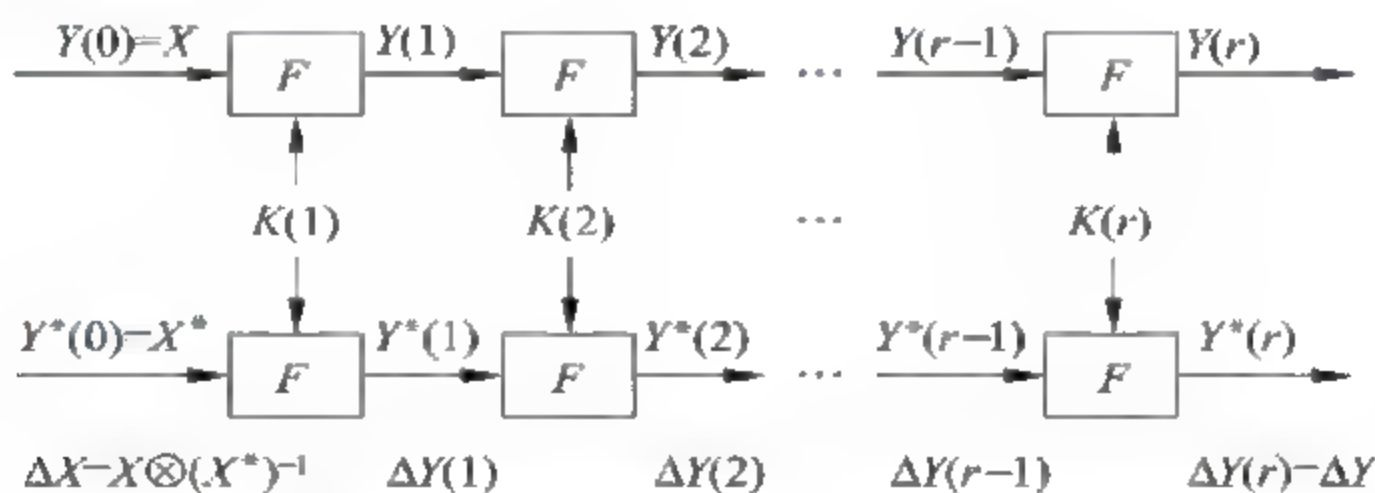 Y(0)=X Y(1) Y(2) Y(r−1) Y(r)
F F ··· F
K(1) K(2) ··· K(r)
Y*(0)=X* Y*(1) Y*(2) Y*(r−1) Y*(r)
F F ··· F
ΔX=X⊗(X*)⁻¹ ΔY(1) ΔY(2) ΔY(r−1) ΔY(r)=ΔY